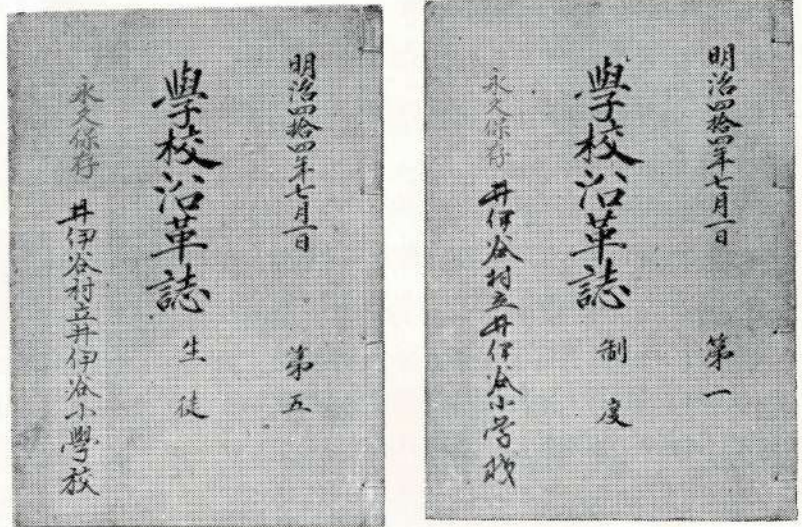 明治四拾四年七月一日
第一
學校沿革誌 制度
永久保存 井伊谷村立井伊谷小学校
明治四拾四年七月一日
第五
學校沿革誌 生徒
永久保存 井伊谷村立井伊谷小學校